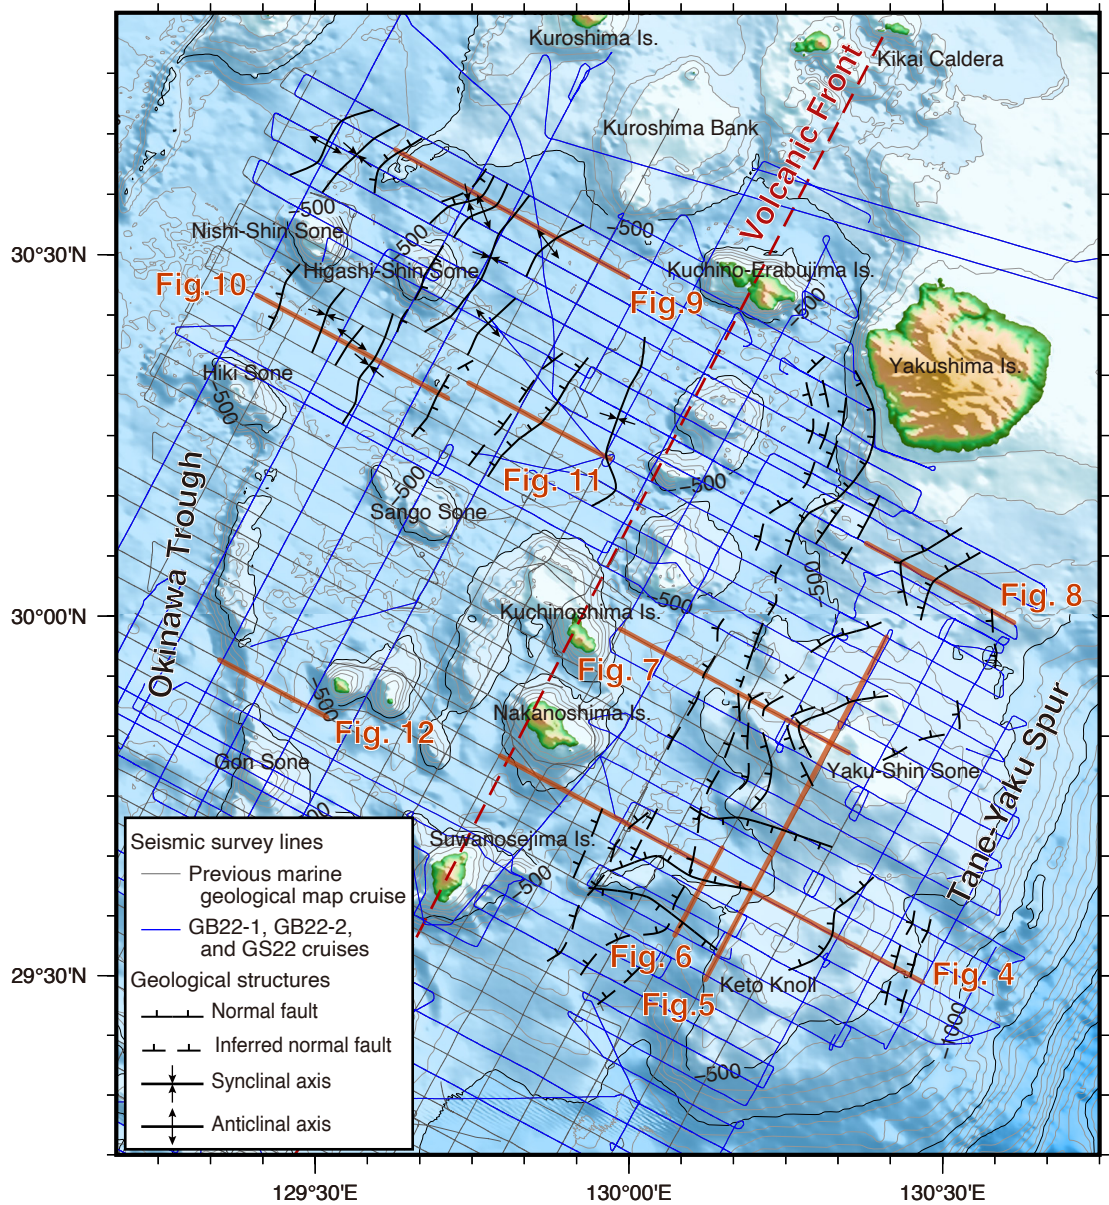 Kuroshima Is.
Kikai Caldera
Volcanic Front
Kuroshima Bank
−500
Nishi-Shin Sone
−500
−500
30°30'N
Higashi-Shin-Sone
Kuchino-Erabujima Is.
Fig.10
Fig.9
−500
Yakushima Is.
Hiki Sone
−500
Fig. 11
−500
−500
Sango Sone
Okinawa Trough
−500
Fig. 8
−500
30°00'N
Kuchinoshima Is.
Fig. 7
−500
Nakanoshima Is.
Fig. 12
Gon Sone
Yaku-Shin Sone
Tane-Yaku Spur
Suwanosejima Is.
−500
Fig. 6
29°30'N
Fig. 4
Keto Knoll
Fig.5
−1000
−500
Seismic survey lines
Previous marine
geological map cruise
GB22-1, GB22-2,
and GS22 cruises
Geological structures
Normal fault
Inferred normal fault
Synclinal axis
Anticlinal axis
129°30'E
130°00'E
130°30'E